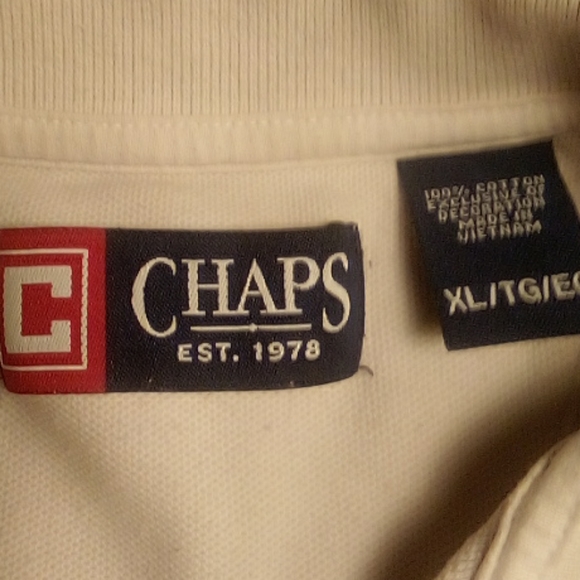 C
CHAPS
EST. 1978
100% COTTON
EXCLUSIVE OF
DECORATION
MADE IN
VIETNAM
XL/TG/EG